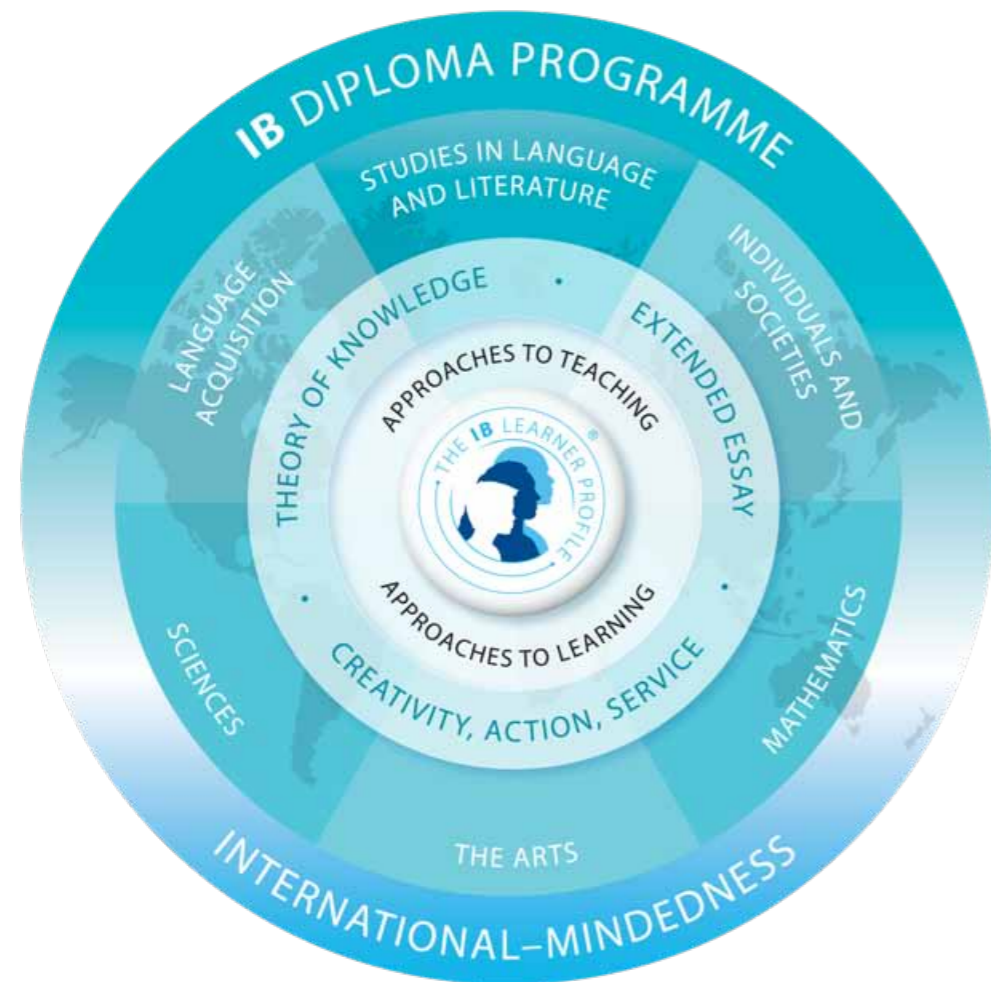 IB DIPLOMA PROGRAMME
STUDIES IN LANGUAGE
AND LITERATURE
LANGUAGE
ACQUISITION
INDIVIDUALS AND
SOCIETIES
THEORY OF KNOWLEDGE
·
EXTENDED ESSAY
APPROACHES TO TEACHING
THE IB LEARNER PROFILE
®
APPROACHES TO LEARNING
·
CREATIVITY, ACTION, SERVICE
·
SCIENCES
MATHEMATICS
THE ARTS
INTERNATIONAL–MINDEDNESS